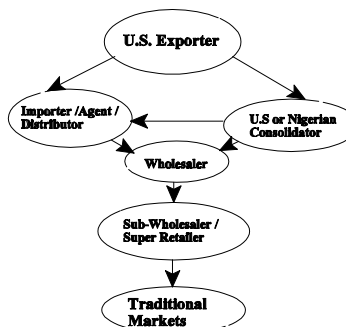 U.S. Exporter
Importer /Agent /
Distributor
U.S or Nigerian
Consolidator
Wholesaler
Sub-Wholesaler /
Super Retailer
Traditional
Markets